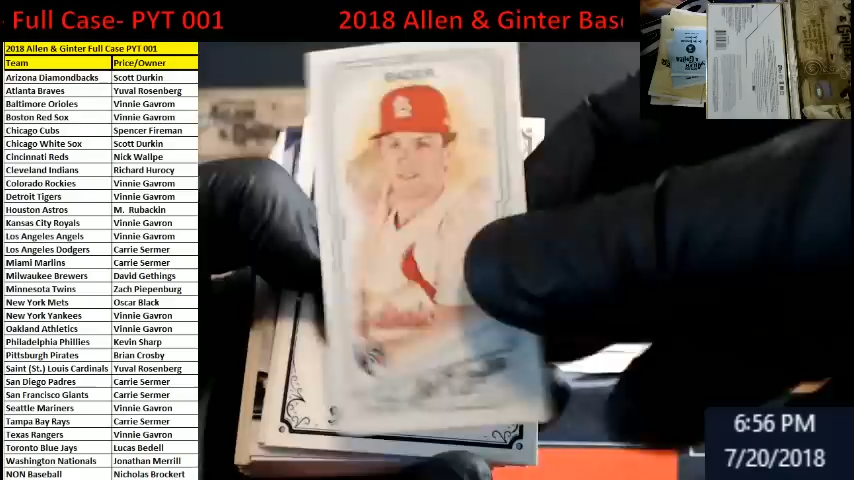 Full Case- PYT 001
2018 Allen & Ginter Base
2018 Allen & Ginter Full Case PYT 001
Team Price/Owner
Arizona Diamondbacks Scott Durkin
Atlanta Braves Yuval Rosenberg
Baltimore Orioles Vinnie Gavrom
Boston Red Sox Vinnie Gavrom
Chicago Cubs Spencer Fireman
Chicago White Sox Scott Durkin
Cincinnati Reds Nick Wallpe
Cleveland Indians Richard Hurocy
Colorado Rockies Vinnie Gavrom
Detroit Tigers Vinnie Gavrom
Houston Astros M. Rubackin
Kansas City Royals Vinnie Gavron
Los Angeles Angels Vinnie Gavrom
Los Angeles Dodgers Carrie Sermer
Miami Marlins Carrie Sermer
Milwaukee Brewers David Gethings
Minnesota Twins Zach Piepenburg
New York Mets Oscar Black
New York Yankees Vinnie Gavron
Oakland Athletics Vinnie Gavron
Philadelphia Phillies Kevin Sharp
Pittsburgh Pirates Brian Crosby
Saint (St.) Louis Cardinals Yuval Rosenberg
San Diego Padres Carrie Sermer
San Francisco Giants Carrie Sermer
Seattle Mariners Vinnie Gavron
Tampa Bay Rays Carrie Sermer
Texas Rangers Vinnie Gavron
Toronto Blue Jays Lucas Bedell
Washington Nationals Jonathan Merrill
NON Baseball Nicholas Brockert
BADER
6:56 PM
7/20/2018